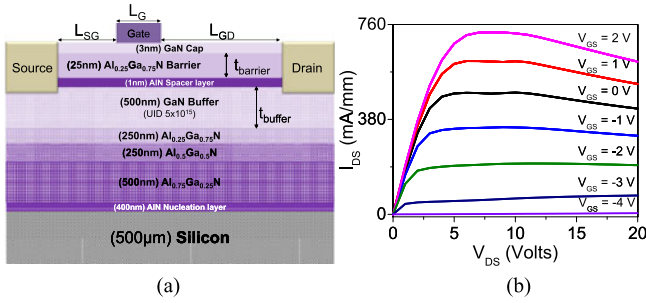 L_G
L_SG
L_GD
Gate
(3nm) GaN Cap
Source
(25nm) Al0.25Ga0.75N Barrier
t_barrier
Drain
(1nm) AlN Spacer layer
(500nm) GaN Buffer
(UID 5x10^15)
t_buffer
(250nm) Al0.25Ga0.75N
(250nm) Al0.5Ga0.5N
(500nm) Al0.75Ga0.25N
(400nm) AlN Nucleation layer
(500μm) Silicon
(a)
760
380
0
I_DS (mA/mm)
V_GS = 2 V
V_GS = 1 V
V_GS = 0 V
V_GS = -1 V
V_GS = -2 V
V_GS = -3 V
V_GS = -4 V
0 5 10 15 20
V_DS (Volts)
(b)